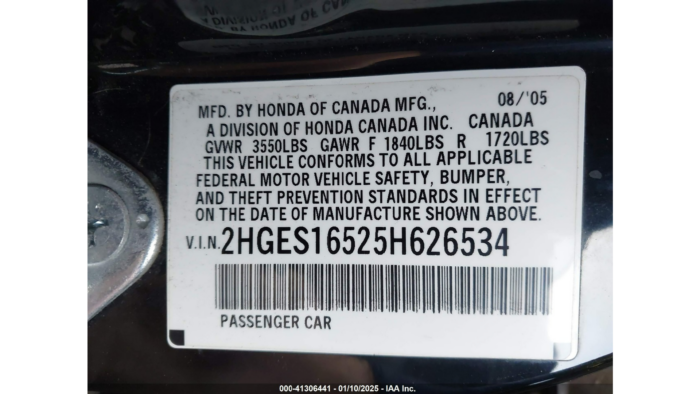 MFD. BY HONDA OF CANADA MFG., 08/'05
A DIVISION OF HONDA CANADA INC. CANADA
GVWR 3550LBS GAWR F 1840LBS R 1720LBS
THIS VEHICLE CONFORMS TO ALL APPLICABLE
FEDERAL MOTOR VEHICLE SAFETY, BUMPER,
AND THEFT PREVENTION STANDARDS IN EFFECT
ON THE DATE OF MANUFACTURE SHOWN ABOVE.
V.I.N. 2HGES16525H626534
PASSENGER CAR
000-41306441 — 01/10/2025 — IAA Inc.